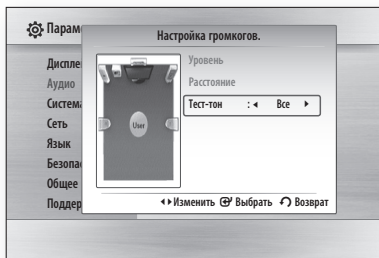 Парам
Настройка громкогов.
Диспле
Аудио
Система
Сеть
Язык
Безопа
Общее
Поддер
User
Уровень
Расстояние
Тест-тон : ◄ Все ►
◄►Изменить Выбрать Возврат